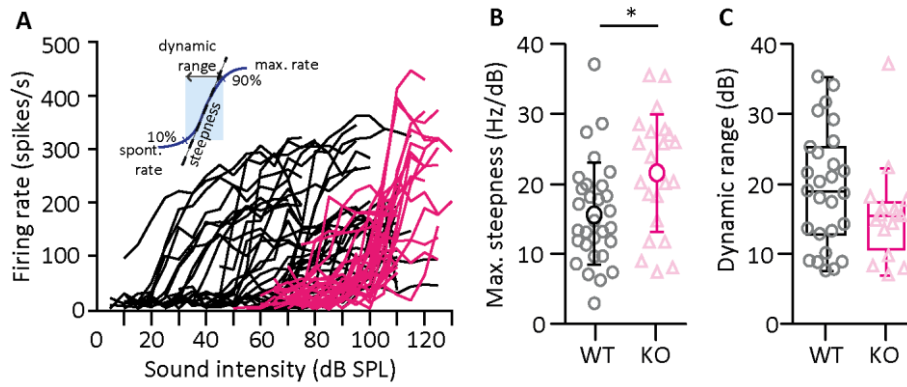 A
B
C
500
400
300
200
100
0
Firing rate (spikes/s)
dynamic
range
max. rate
90%
10%
steepness
spont.
rate
0 20 40 60 80 100 120
Sound intensity (dB SPL)
*
40
30
20
10
0
Max. steepness (Hz/dB)
WT KO
40
30
20
10
0
Dynamic range (dB)
WT KO